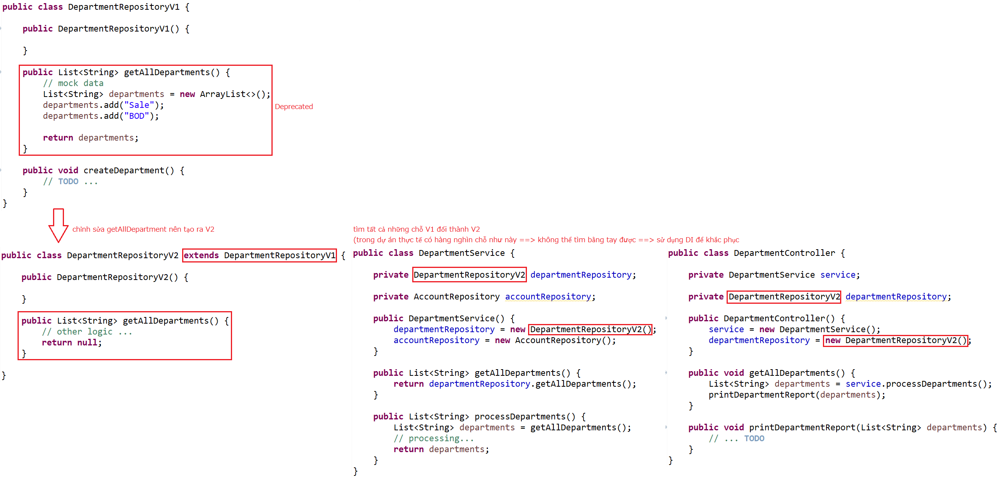 public class DepartmentRepositoryV1 {
public DepartmentRepositoryV1() {
}
public List<String> getAllDepartments() {
// mock data
List<String> departments = new ArrayList<>();
departments.add("Sale");
departments.add("BOD");
return departments;
}
Deprecated
public void createDepartment() {
// TODO ...
}
}
chỉnh sửa getAllDepartment nên tạo ra V2
public class DepartmentRepositoryV2 extends DepartmentRepositoryV1 {
public DepartmentRepositoryV2() {
}
public List<String> getAllDepartments() {
// other logic ...
return null;
}
}
tìm tất cả những chỗ V1 đổi thành V2
(trong dự án thực tế có hàng nghìn chỗ như này ==> không thể tìm bằng tay được ==> sử dụng DI để khắc phục
public class DepartmentService {
private DepartmentRepositoryV2 departmentRepository;
private AccountRepository accountRepository;
public DepartmentService() {
departmentRepository = new DepartmentRepositoryV2();
accountRepository = new AccountRepository();
}
public List<String> getAllDepartments() {
return departmentRepository.getAllDepartments();
}
public List<String> processDepartments() {
List<String> departments = getAllDepartments();
// processing...
return departments;
}
}
public class DepartmentController {
private DepartmentService service;
private DepartmentRepositoryV2 departmentRepository;
public DepartmentController() {
service = new DepartmentService();
departmentRepository = new DepartmentRepositoryV2();
}
public void getAllDepartments() {
List<String> departments = service.processDepartments();
printDepartmentReport(departments);
}
public void printDepartmentReport(List<String> departments) {
// ... TODO
}
}